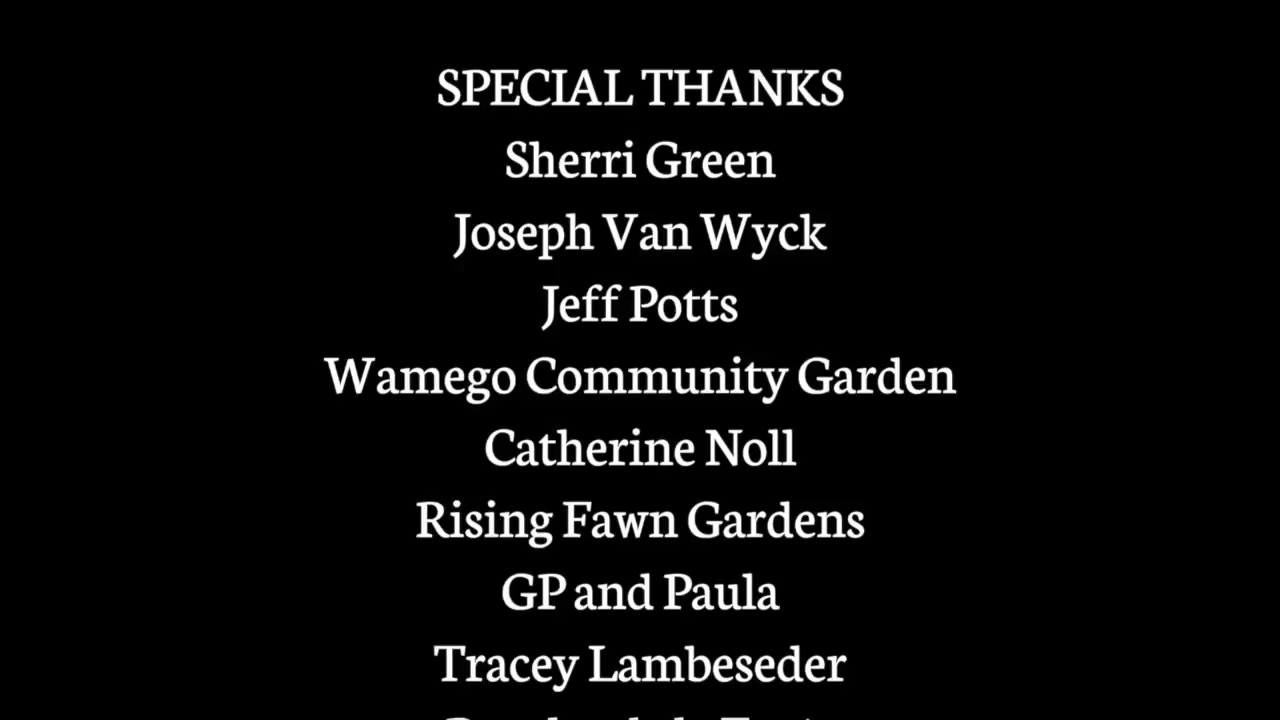 SPECIAL THANKS
Sherri Green
Joseph Van Wyck
Jeff Potts
Wamego Community Garden
Catherine Noll
Rising Fawn Gardens
GP and Paula
Tracey Lambeseder